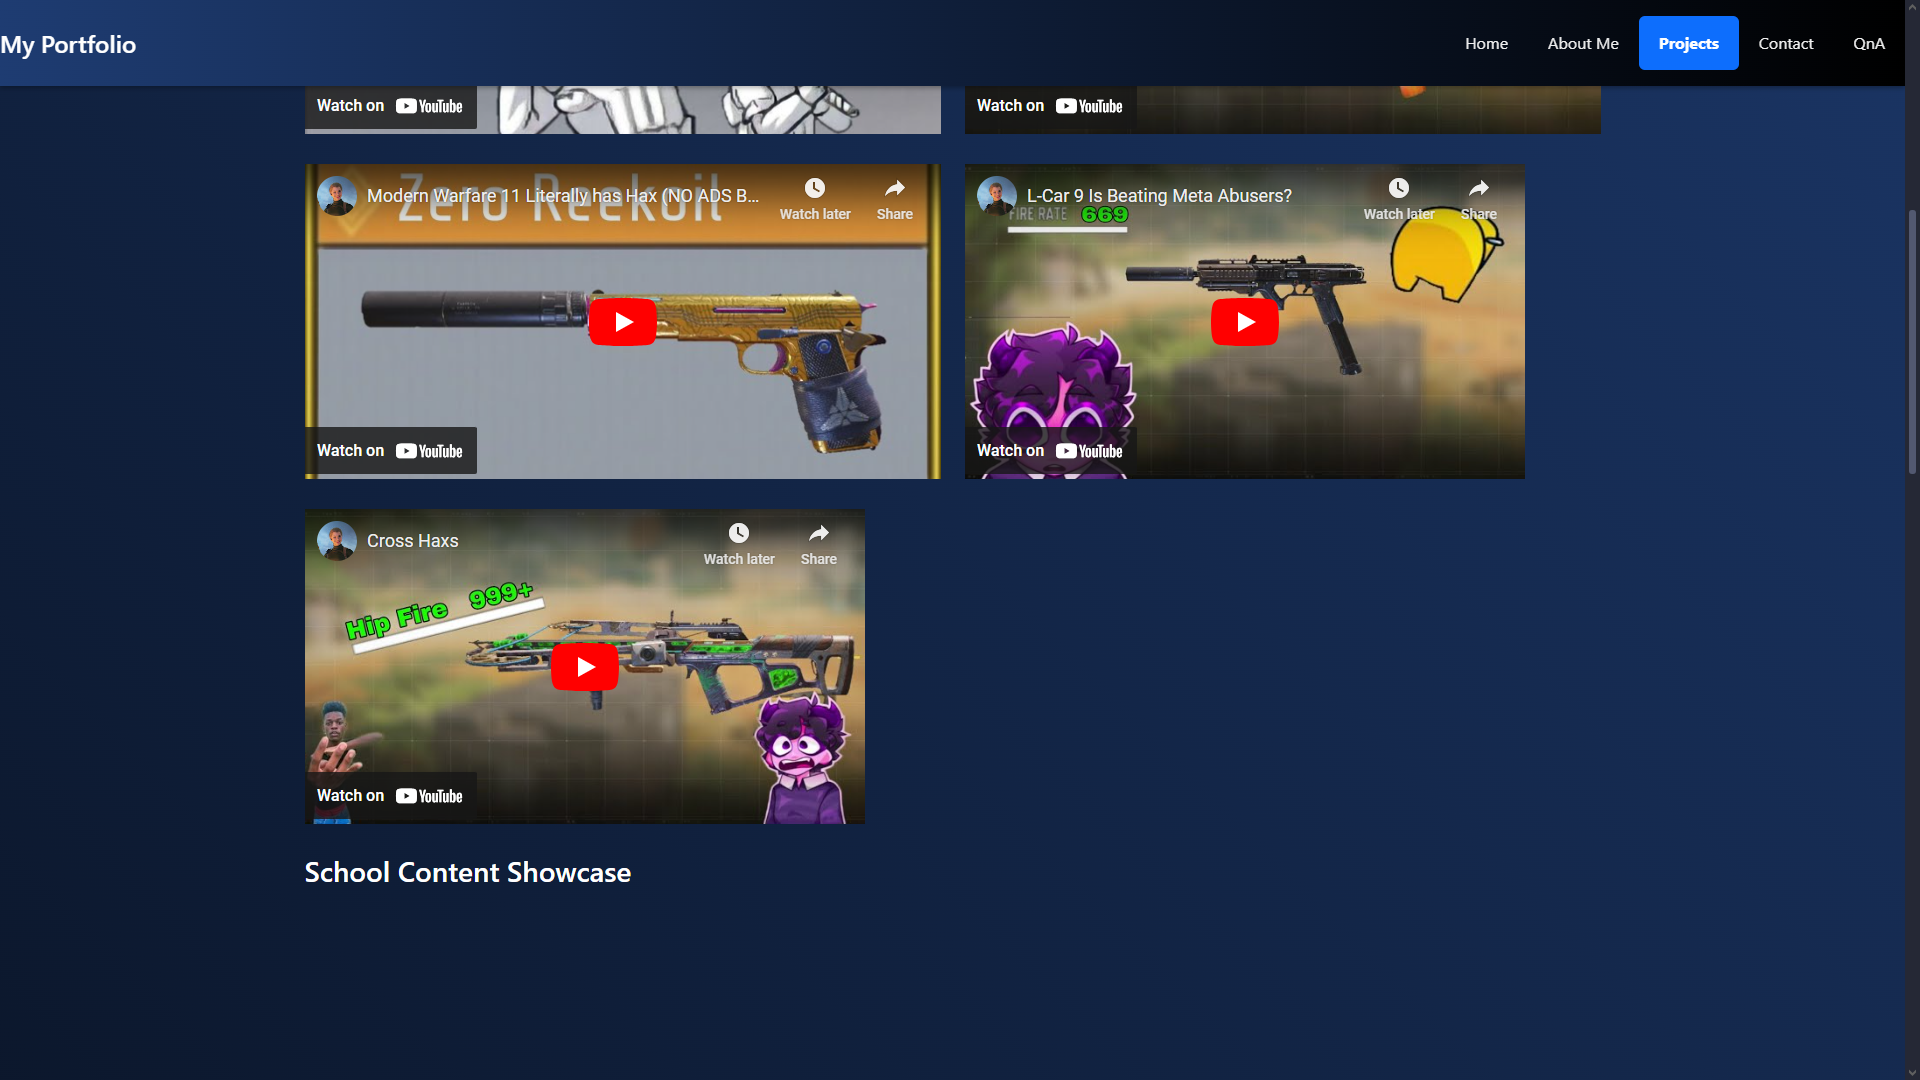 My Portfolio
Home
About Me
Projects
Contact
QnA
Watch on YouTube
Watch on YouTube
Zero Reekoil
Modern Warfare 11 Literally has Hax (NO ADS B...
Watch later
Share
Watch on YouTube
L-Car 9 Is Beating Meta Abusers?
Watch later
Share
FIRE RATE 669
Watch on YouTube
Cross Haxs
Watch later
Share
Hip Fire 999+
Watch on YouTube
School Content Showcase